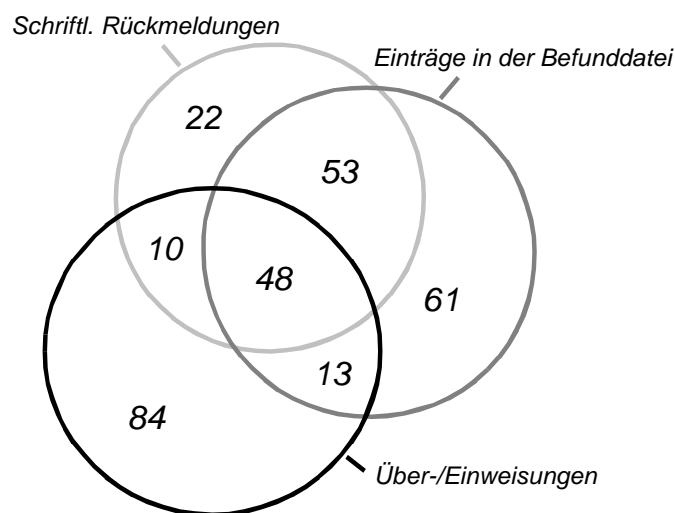 Schriftl. Rückmeldungen
Einträge in der Befunddatei
22
53
10
48
61
13
84
Über-/Einweisungen